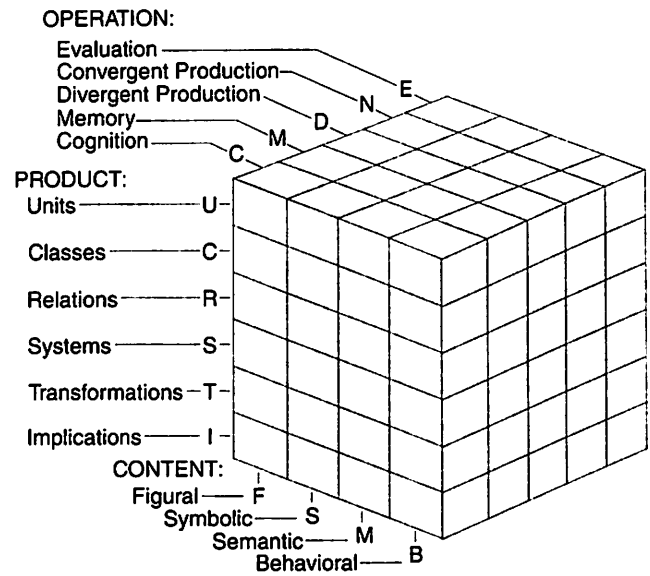 OPERATION:
Evaluation E
Convergent Production N
Divergent Production D
Memory M
Cognition C
PRODUCT:
Units U
Classes C
Relations R
Systems S
Transformations T
Implications I
CONTENT:
Figural F
Symbolic S
Semantic M
Behavioral B